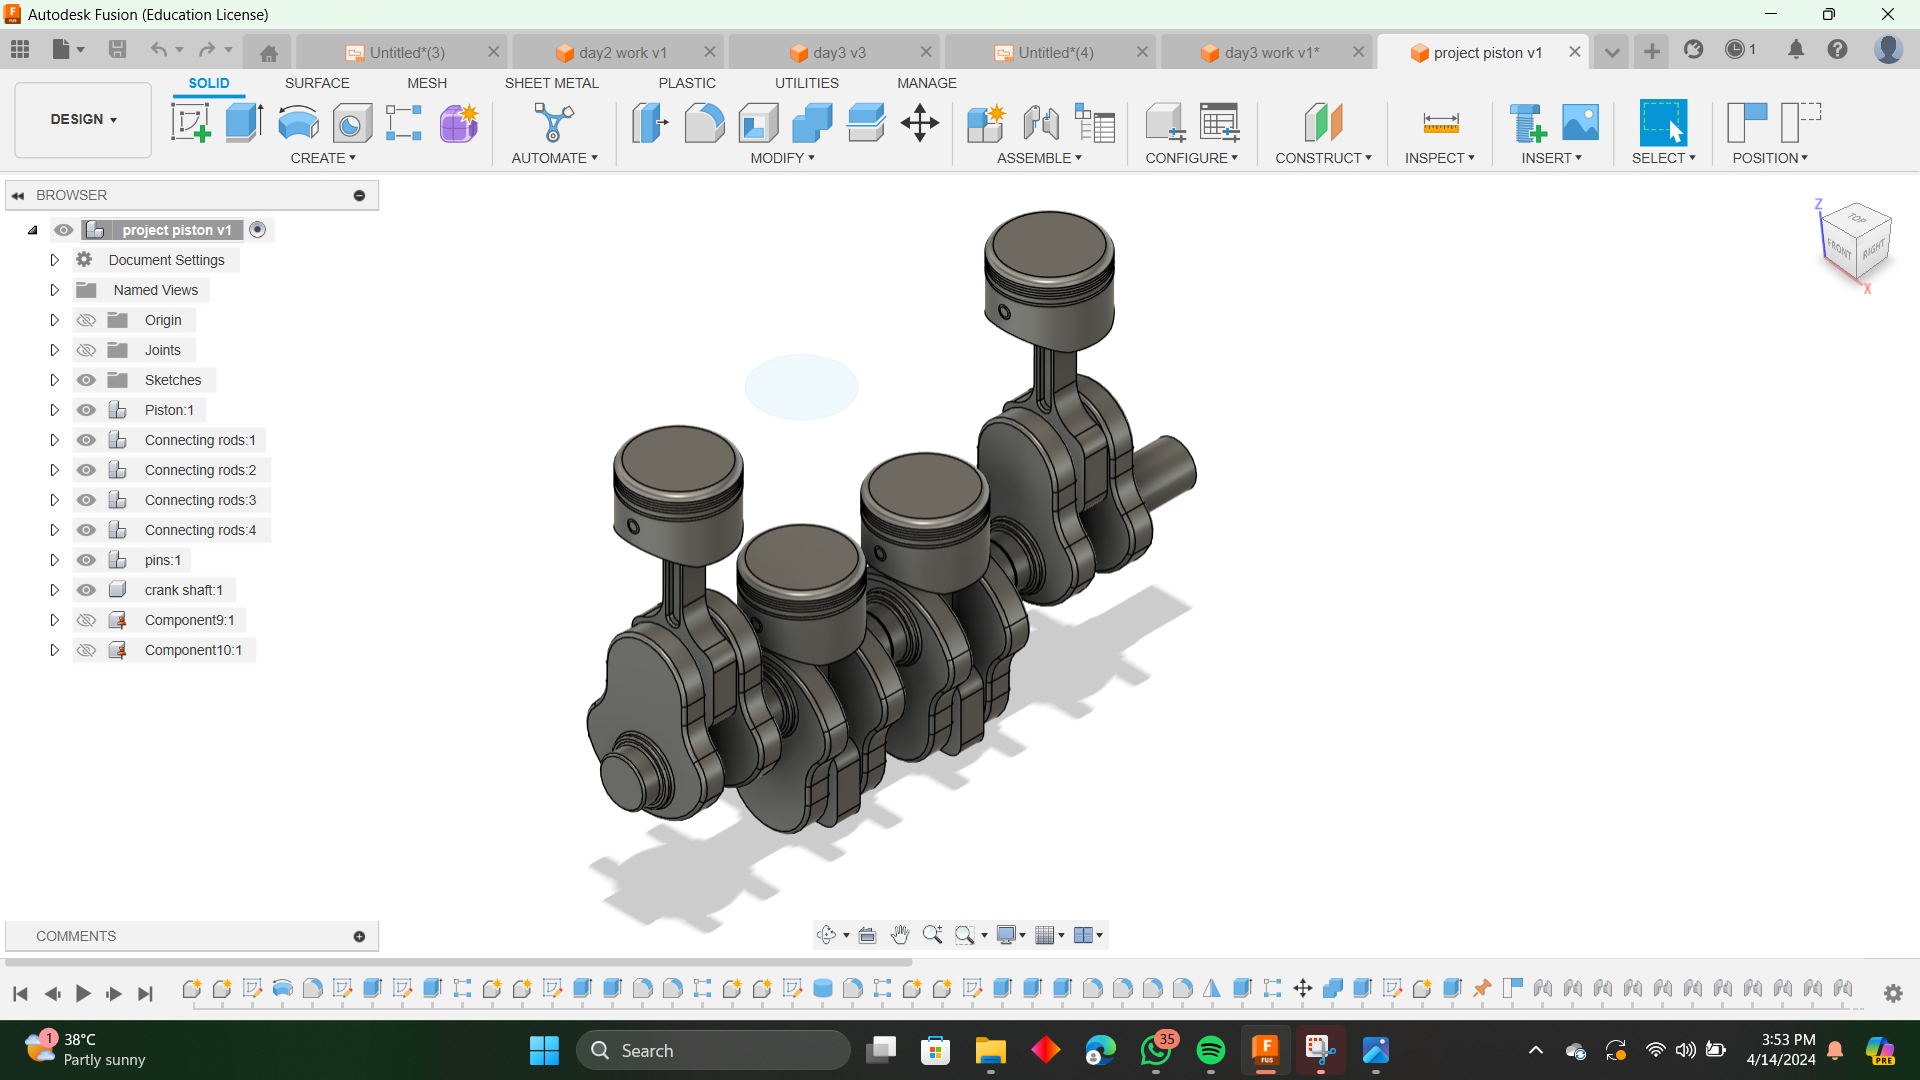 Autodesk Fusion (Education License)
Untitled*(3)
day2 work v1
day3 v3
Untitled*(4)
day3 work v1*
project piston v1
1
SOLID
SURFACE
MESH
SHEET METAL
PLASTIC
UTILITIES
MANAGE
DESIGN
CREATE
AUTOMATE
MODIFY
ASSEMBLE
CONFIGURE
CONSTRUCT
INSPECT
INSERT
SELECT
POSITION
BROWSER
project piston v1
Document Settings
Named Views
Origin
Joints
Sketches
Piston:1
Connecting rods:1
Connecting rods:2
Connecting rods:3
Connecting rods:4
pins:1
crank shaft:1
Component9:1
Component10:1
Z
TOP
FRONT
RIGHT
X
COMMENTS
1
38°C
Partly sunny
Search
35
F
FUS
3:53 PM
4/14/2024
PRE